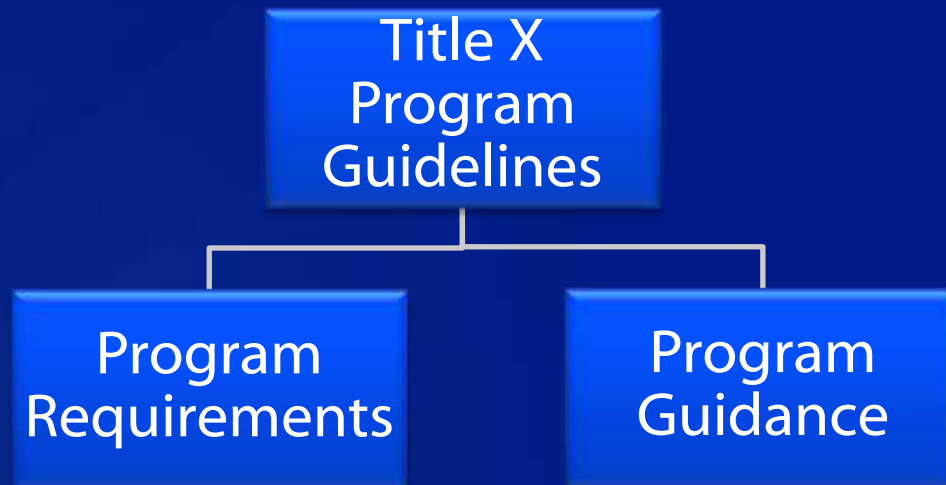 Title X
Program
Guidelines
Program
Requirements
Program
Guidance